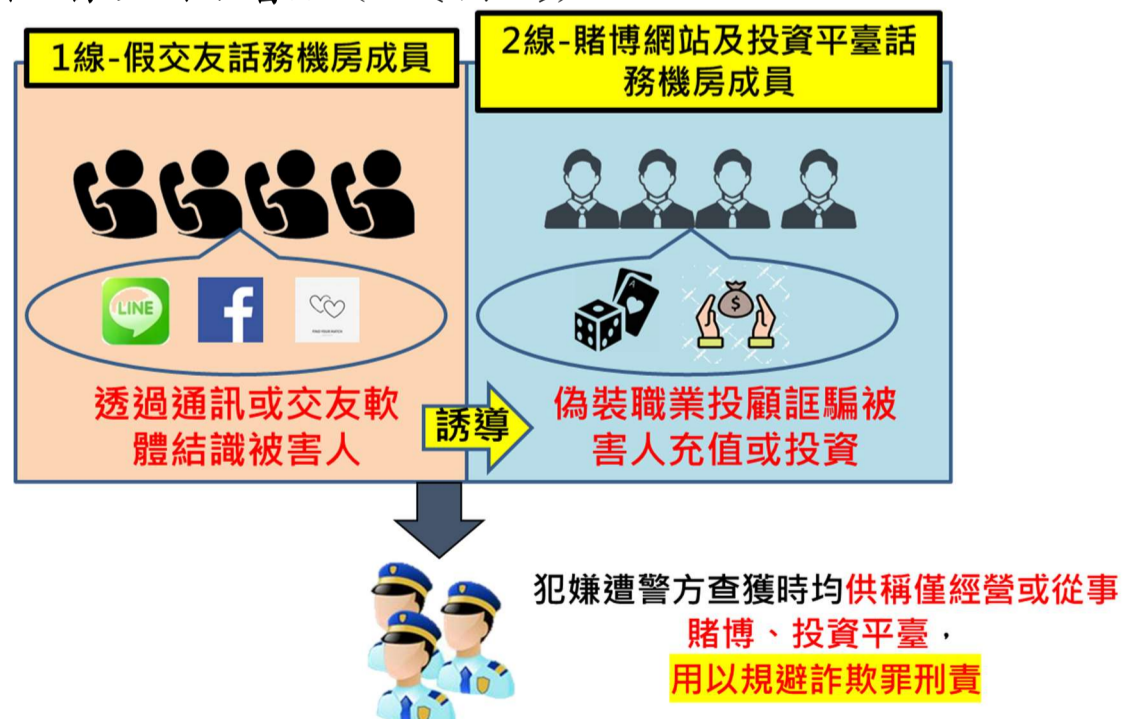 1線-假交友話務機房成員
2線-賭博網站及投資平臺話
務機房成員
LINE
f
A
$
透過通訊或交友軟
體結識被害人
誘導
偽裝職業投顧誆騙被
害人充值或投資
犯嫌遭警方查獲時均供稱僅經營或從事
賭博、投資平臺，
用以規避詐欺罪刑責